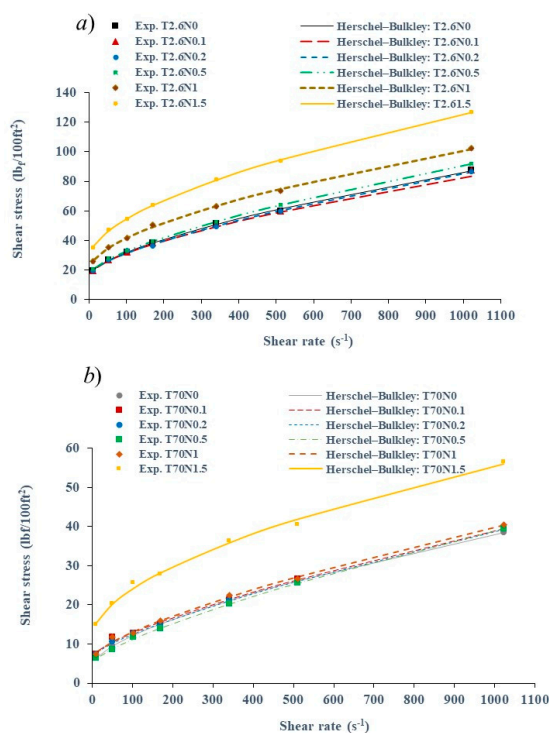 a)
Exp. T2.6N0 Herschel–Bulkley: T2.6N0
Exp. T2.6N0.1 Herschel–Bulkley: T2.6N0.1
Exp. T2.6N0.2 Herschel–Bulkley: T2.6N0.2
Exp. T2.6N0.5 Herschel–Bulkley: T2.6N0.5
Exp. T2.6N1 Herschel–Bulkley: T2.6N1
Exp. T2.6N1.5 Herschel–Bulkley: T2.61.5
Shear stress (lbf/100ft²)
140
120
100
80
60
40
20
0
0 100 200 300 400 500 600 700 800 900 1000 1100
Shear rate (s⁻¹)
b)
Exp. T70N0 Herschel–Bulkley: T70N0
Exp. T70N0.1 Herschel–Bulkley: T70N0.1
Exp. T70N0.2 Herschel–Bulkley: T70N0.2
Exp. T70N0.5 Herschel–Bulkley: T70N0.5
Exp. T70N1 Herschel–Bulkley: T70N1
Exp. T70N1.5 Herschel–Bulkley: T70N1.5
Shear stress (lbf/100ft²)
60
50
40
30
20
10
0
0 100 200 300 400 500 600 700 800 900 1000 1100
Shear rate (s⁻¹)